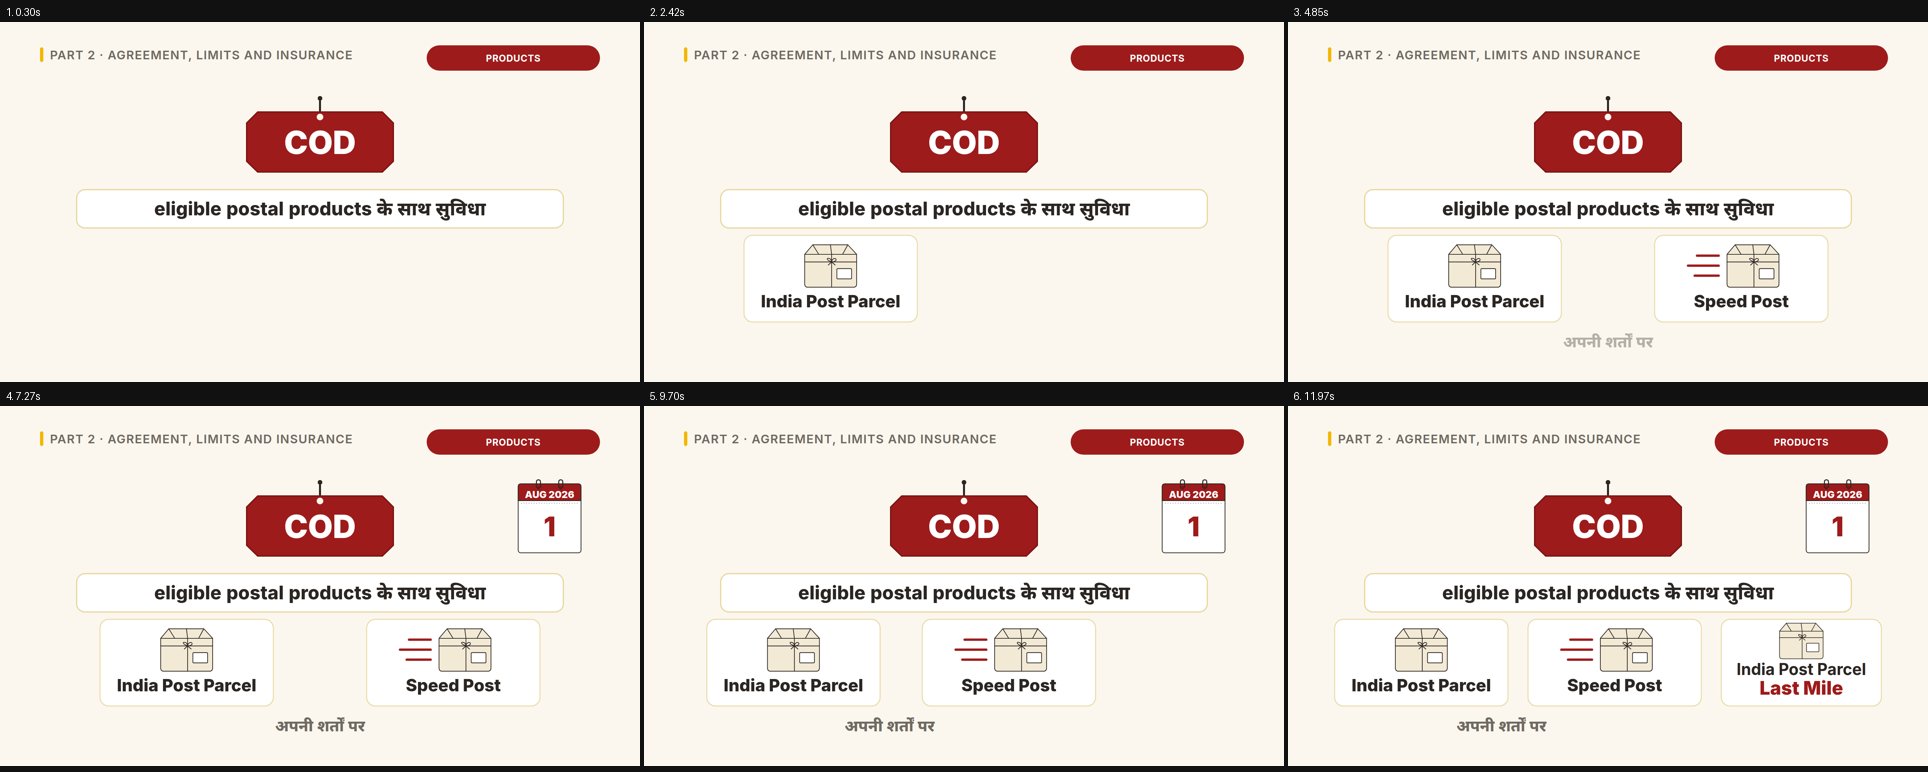 1. 0.30s
PART 2 · AGREEMENT, LIMITS AND INSURANCE
PRODUCTS
COD
eligible postal products के साथ सुविधा
2. 2.42s
PART 2 · AGREEMENT, LIMITS AND INSURANCE
PRODUCTS
COD
eligible postal products के साथ सुविधा
India Post Parcel
3. 4.85s
PART 2 · AGREEMENT, LIMITS AND INSURANCE
PRODUCTS
COD
eligible postal products के साथ सुविधा
India Post Parcel
Speed Post
अपनी शर्तों पर
4. 7.27s
PART 2 · AGREEMENT, LIMITS AND INSURANCE
PRODUCTS
COD
AUG 2026
1
eligible postal products के साथ सुविधा
India Post Parcel
Speed Post
अपनी शर्तों पर
5. 9.70s
PART 2 · AGREEMENT, LIMITS AND INSURANCE
PRODUCTS
COD
AUG 2026
1
eligible postal products के साथ सुविधा
India Post Parcel
Speed Post
अपनी शर्तों पर
6. 11.97s
PART 2 · AGREEMENT, LIMITS AND INSURANCE
PRODUCTS
COD
AUG 2026
1
eligible postal products के साथ सुविधा
India Post Parcel
Speed Post
India Post Parcel
Last Mile
अपनी शर्तों पर